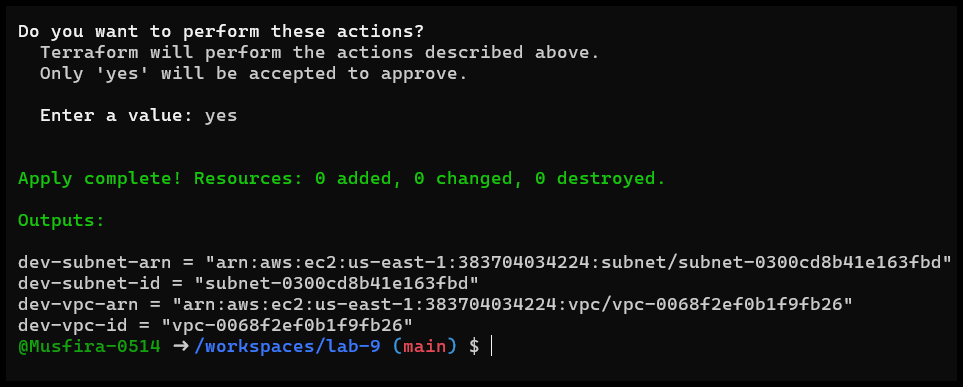 Do you want to perform these actions?
  Terraform will perform the actions described above.
  Only 'yes' will be accepted to approve.
  Enter a value: yes
Apply complete! Resources: 0 added, 0 changed, 0 destroyed.
Outputs:
dev-subnet-arn = "arn:aws:ec2:us-east-1:383704034224:subnet/subnet-0300cd8b41e163fbd"
dev-subnet-id = "subnet-0300cd8b41e163fbd"
dev-vpc-arn = "arn:aws:ec2:us-east-1:383704034224:vpc/vpc-0068f2ef0b1f9fb26"
dev-vpc-id = "vpc-0068f2ef0b1f9fb26"
@Musfira-0514 ➜ /workspaces/lab-9 (main) $